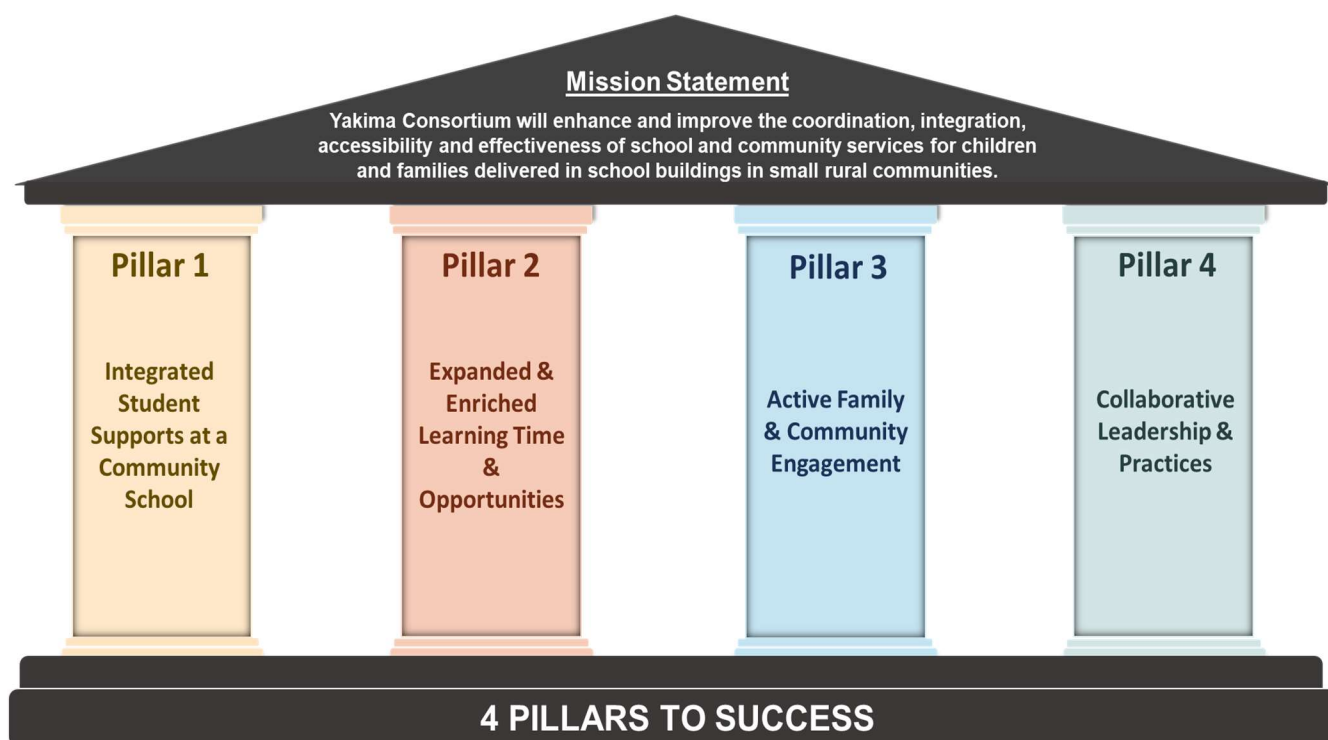 Mission Statement
Yakima Consortium will enhance and improve the coordination, integration,
accessibility and effectiveness of school and community services for children
and families delivered in school buildings in small rural communities.
Pillar 1
Integrated
Student
Supports at a
Community
School
Pillar 2
Expanded &
Enriched
Learning Time
&
Opportunities
Pillar 3
Active Family
& Community
Engagement
Pillar 4
Collaborative
Leadership &
Practices
4 PILLARS TO SUCCESS